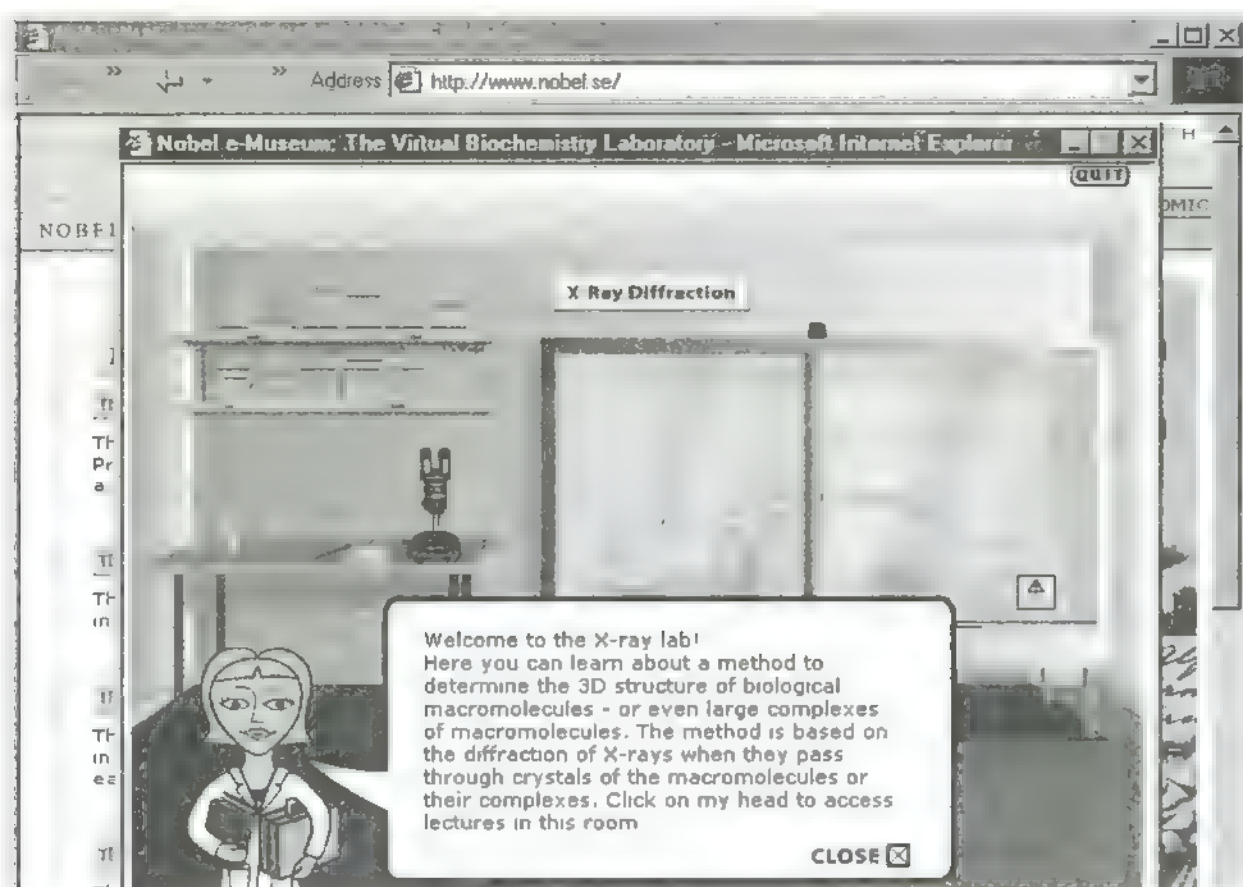 Address http://www.nobel.se/
Nobel e-Museum: The Virtual Biochemistry Laboratory - Microsoft Internet Explorer
QUIT
X Ray Diffraction
Welcome to the X-ray lab!
Here you can learn about a method to
determine the 3D structure of biological
macromolecules - or even large complexes
of macromolecules. The method is based on
the diffraction of X-rays when they pass
through crystals of the macromolecules or
their complexes. Click on my head to access
lectures in this room
CLOSE